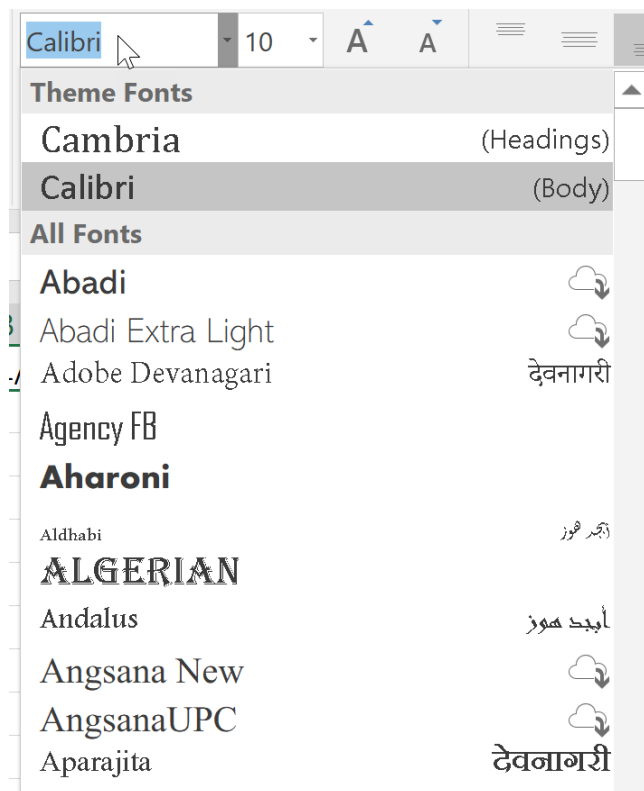 Calibri 10 A A
Theme Fonts
Cambria (Headings)
Calibri (Body)
All Fonts
Abadi
Abadi Extra Light
Adobe Devanagari देवनागरी
Agency FB
Aharoni
Aldhabi أبجد هوز
ALGERIAN
Andalus أبجد هوز
Angsana New
AngsanaUPC
Aparajita देवनागरी